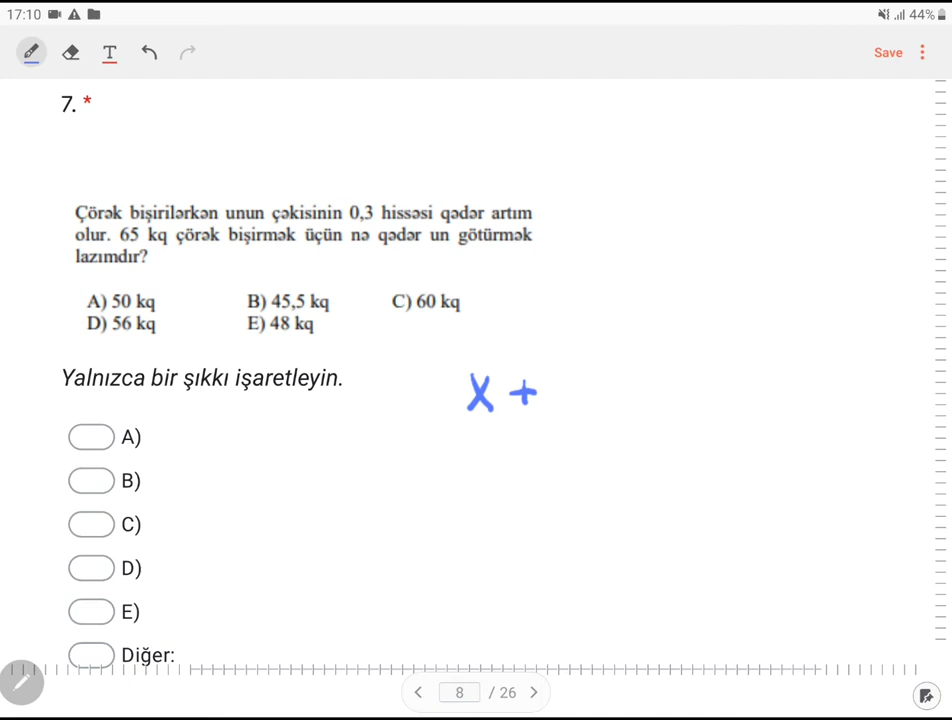 17:10 44%
T Save
7. *
Çörək bişirilərkən unun çəkisinin 0,3 hissəsi qədər artım
olur. 65 kq çörək bişirmək üçün nə qədər un götürmək
lazımdır?
A) 50 kq B) 45,5 kq C) 60 kq
D) 56 kq E) 48 kq
Yalnızca bir şıkkı işaretleyin.
x +
A)
B)
C)
D)
E)
Diğer:
8 / 26